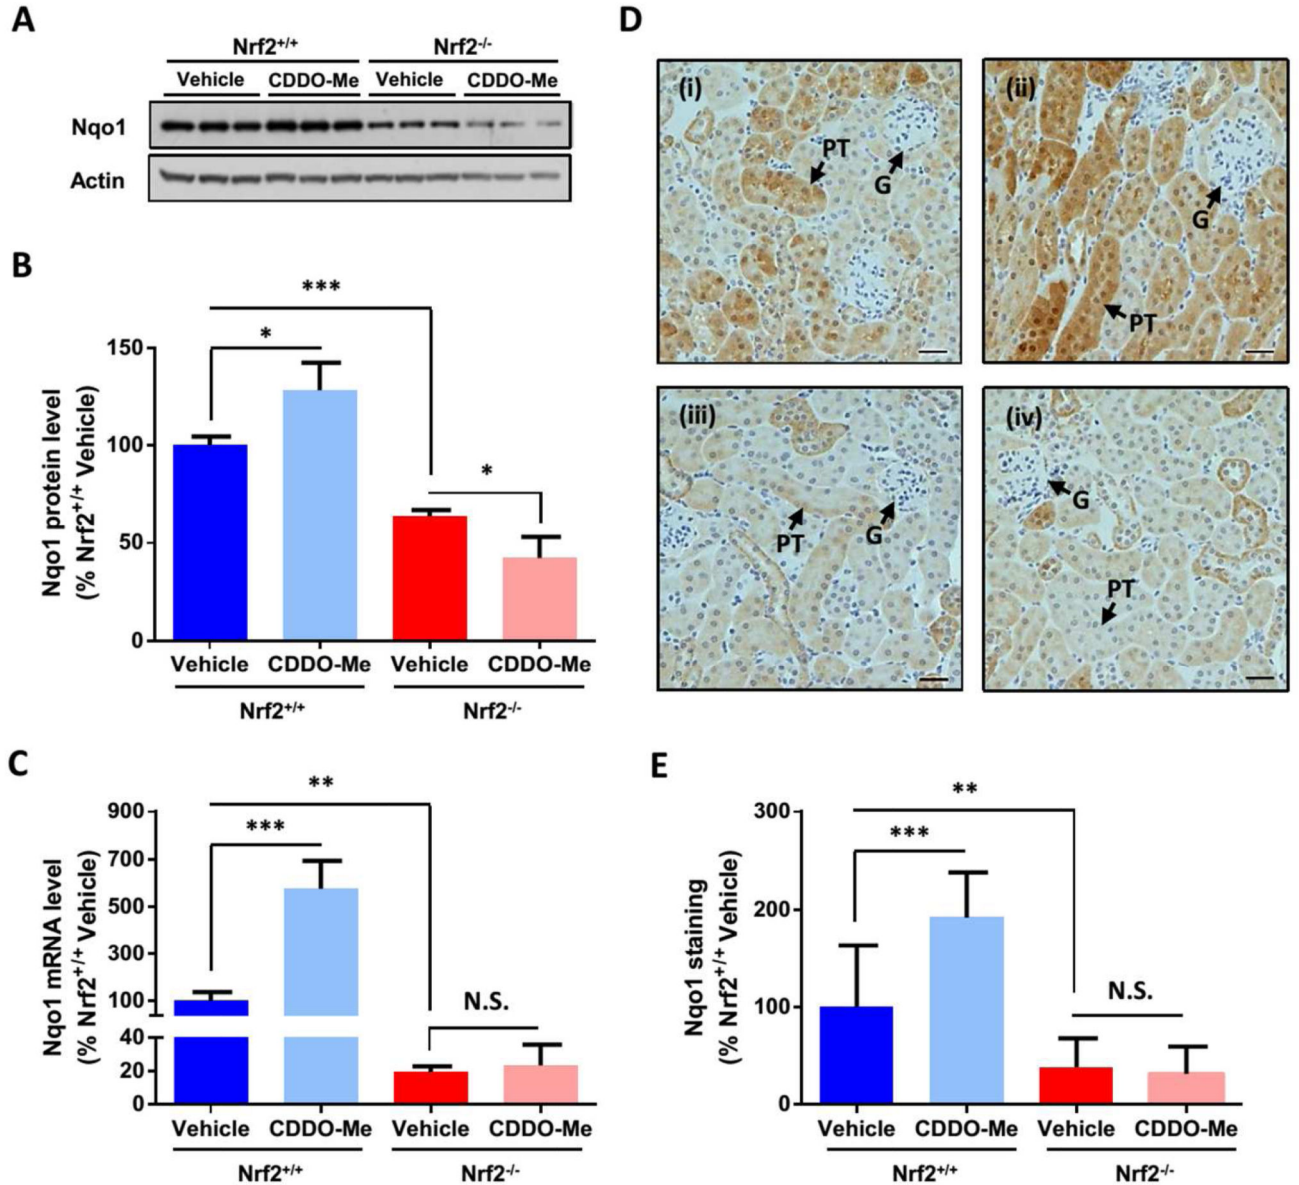 A
Nrf2+/+ Nrf2-/-
Vehicle CDDO-Me Vehicle CDDO-Me
Nqo1
Actin
B
***
*
*
Nqo1 protein level
(% Nrf2+/+ Vehicle)
150
100
50
0
Vehicle CDDO-Me Vehicle CDDO-Me
Nrf2+/+ Nrf2-/-
C
**
***
N.S.
Nqo1 mRNA level
(% Nrf2+/+ Vehicle)
900
700
500
300
100
40
20
0
Vehicle CDDO-Me Vehicle CDDO-Me
Nrf2+/+ Nrf2-/-
D
(i)
PT
G
(ii)
G
PT
(iii)
PT
G
(iv)
G
PT
E
**
***
N.S.
Nqo1 staining
(% Nrf2+/+ Vehicle)
300
200
100
0
Vehicle CDDO-Me Vehicle CDDO-Me
Nrf2+/+ Nrf2-/-